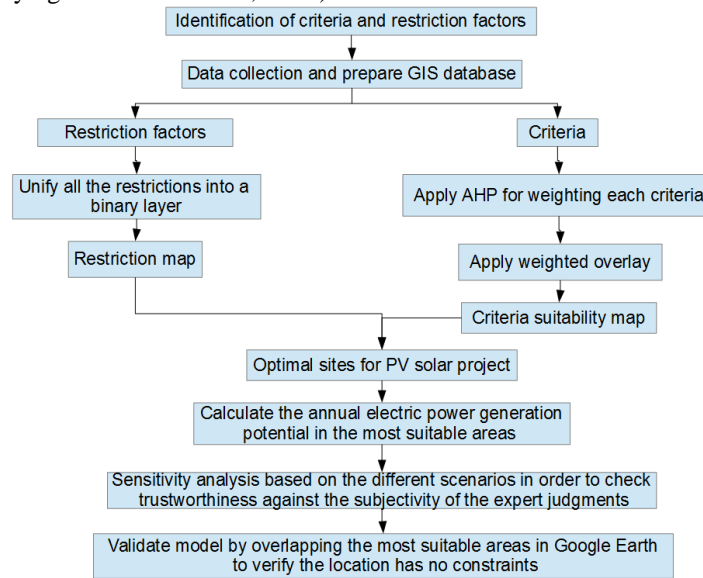 Identification of criteria and restriction factors
Data collection and prepare GIS database
Restriction factors
Criteria
Unify all the restrictions into a
binary layer
Apply AHP for weighting each criteria
Restriction map
Apply weighted overlay
Criteria suitability map
Optimal sites for PV solar project
Calculate the annual electric power generation
potential in the most suitable areas
Sensitivity analysis based on the different scenarios in order to check
trustworthiness against the subjectivity of the expert judgments
Validate model by overlapping the most suitable areas in Google Earth
to verify the location has no constraints